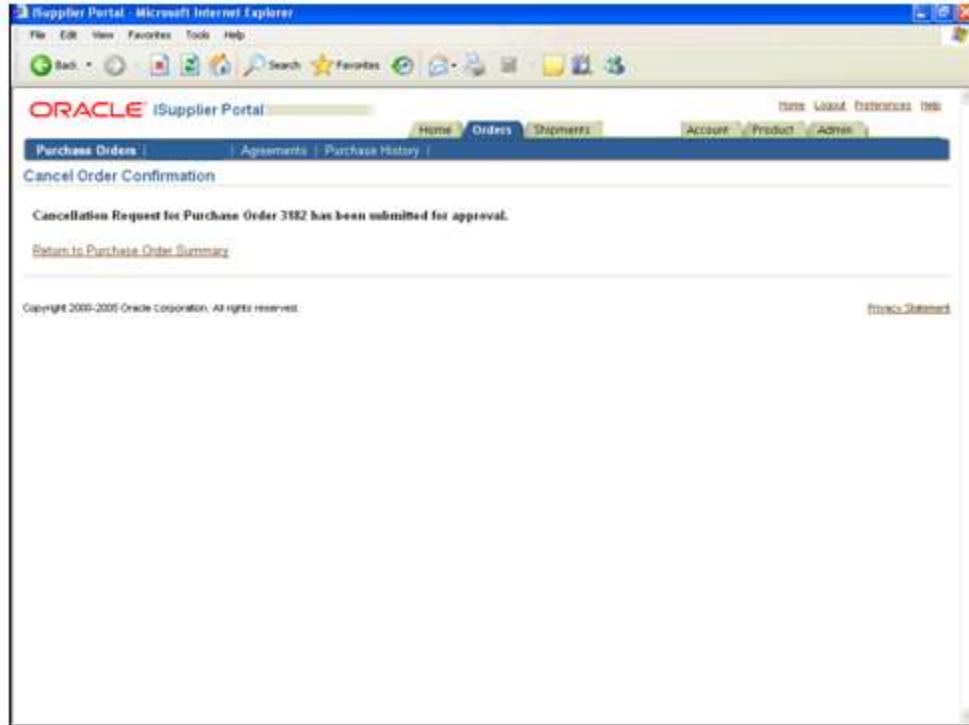 iSupplier Portal - Microsoft Internet Explorer
File Edit View Favorites Tools Help
Back Search Favorites
ORACLE iSupplier Portal
Home Logout Preferences Help
Home Orders Shipments Account Product Admin
Purchase Orders | | Agreements | Purchase History |
Cancel Order Confirmation
Cancellation Request for Purchase Order 3182 has been submitted for approval.
Return to Purchase Order Summary
Copyright 2000-2005 Oracle Corporation. All rights reserved.
Privacy Statement